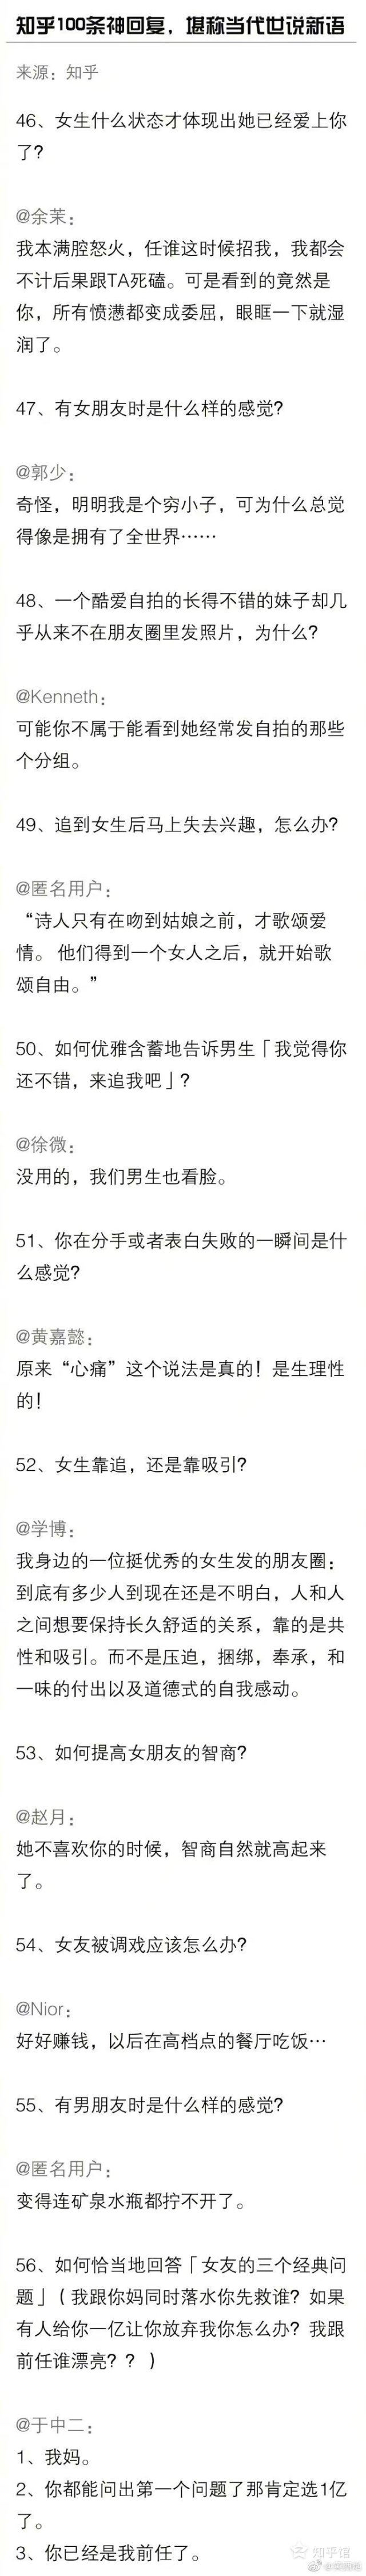 知乎100条神回复，堪称当代世说新语
来源：知乎
46、女生什么状态才体现出她已经爱上你
了？
@余茉：
我本满腔怒火，任谁这时候招我，我都会
不计后果跟TA死磕。可是看到的竟然是
你，所有愤懑都变成委屈，眼眶一下就湿
润了。
47、有女朋友时是什么样的感觉？
@郭少：
奇怪，明明我是个穷小子，可为什么总觉
得像是拥有了全世界……
48、一个酷爱自拍的长得不错的妹子却几
乎从来不在朋友圈里发照片，为什么？
@Kenneth：
可能你不属于能看到她经常发自拍的那些
个分组。
49、追到女生后马上失去兴趣，怎么办？
@匿名用户：
“诗人只有在吻到姑娘之前，才歌颂爱
情。 他们得到一个女人之后，就开始歌
颂自由。”
50、如何优雅含蓄地告诉男生「我觉得你
还不错，来追我吧」？
@徐微：
没用的，我们男生也看脸。
51、你在分手或者表白失败的一瞬间是什
么感觉？
@黄嘉懿：
原来“心痛”这个说法是真的！是生理性
的！
52、女生靠追，还是靠吸引？
@学博：
我身边的一位挺优秀的女生发的朋友圈：
到底有多少人到现在还是不明白，人和人
之间想要保持长久舒适的关系，靠的是共
性和吸引。而不是压迫，捆绑，奉承，和
一味的付出以及道德式的自我感动。
53、如何提高女朋友的智商？
@赵月：
她不喜欢你的时候，智商自然就高起来
了。
54、女友被调戏应该怎么办？
@Nior：
好好赚钱，以后在高档点的餐厅吃饭…
55、有男朋友时是什么样的感觉？
@匿名用户：
变得连矿泉水瓶都拧不开了。
56、如何恰当地回答「女友的三个经典问
题」（我跟你妈同时落水你先救谁？如果
有人给你一亿让你放弃我你怎么办？我跟
前任谁漂亮？？）
@于中二：
1、我妈。
2、你都能问出第一个问题了那肯定选1亿
了。
3、你已经是我前任了。
知乎馆